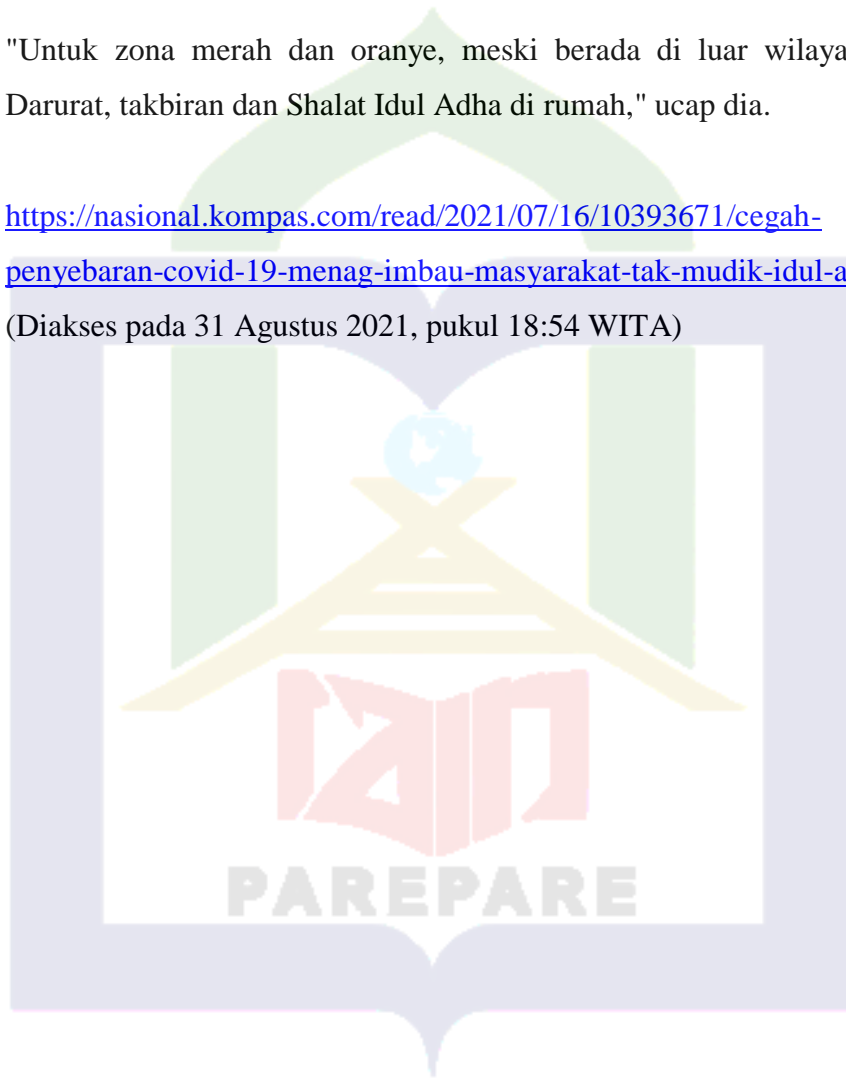 "Untuk zona merah dan oranye, meski berada di luar wilaya
Darurat, takbiran dan Shalat Idul Adha di rumah," ucap dia.
https://nasional.kompas.com/read/2021/07/16/10393671/cegah-
penyebaran-covid-19-menag-imbau-masyarakat-tak-mudik-idul-a
(Diakses pada 31 Agustus 2021, pukul 18:54 WITA)
iain
PAREPARE